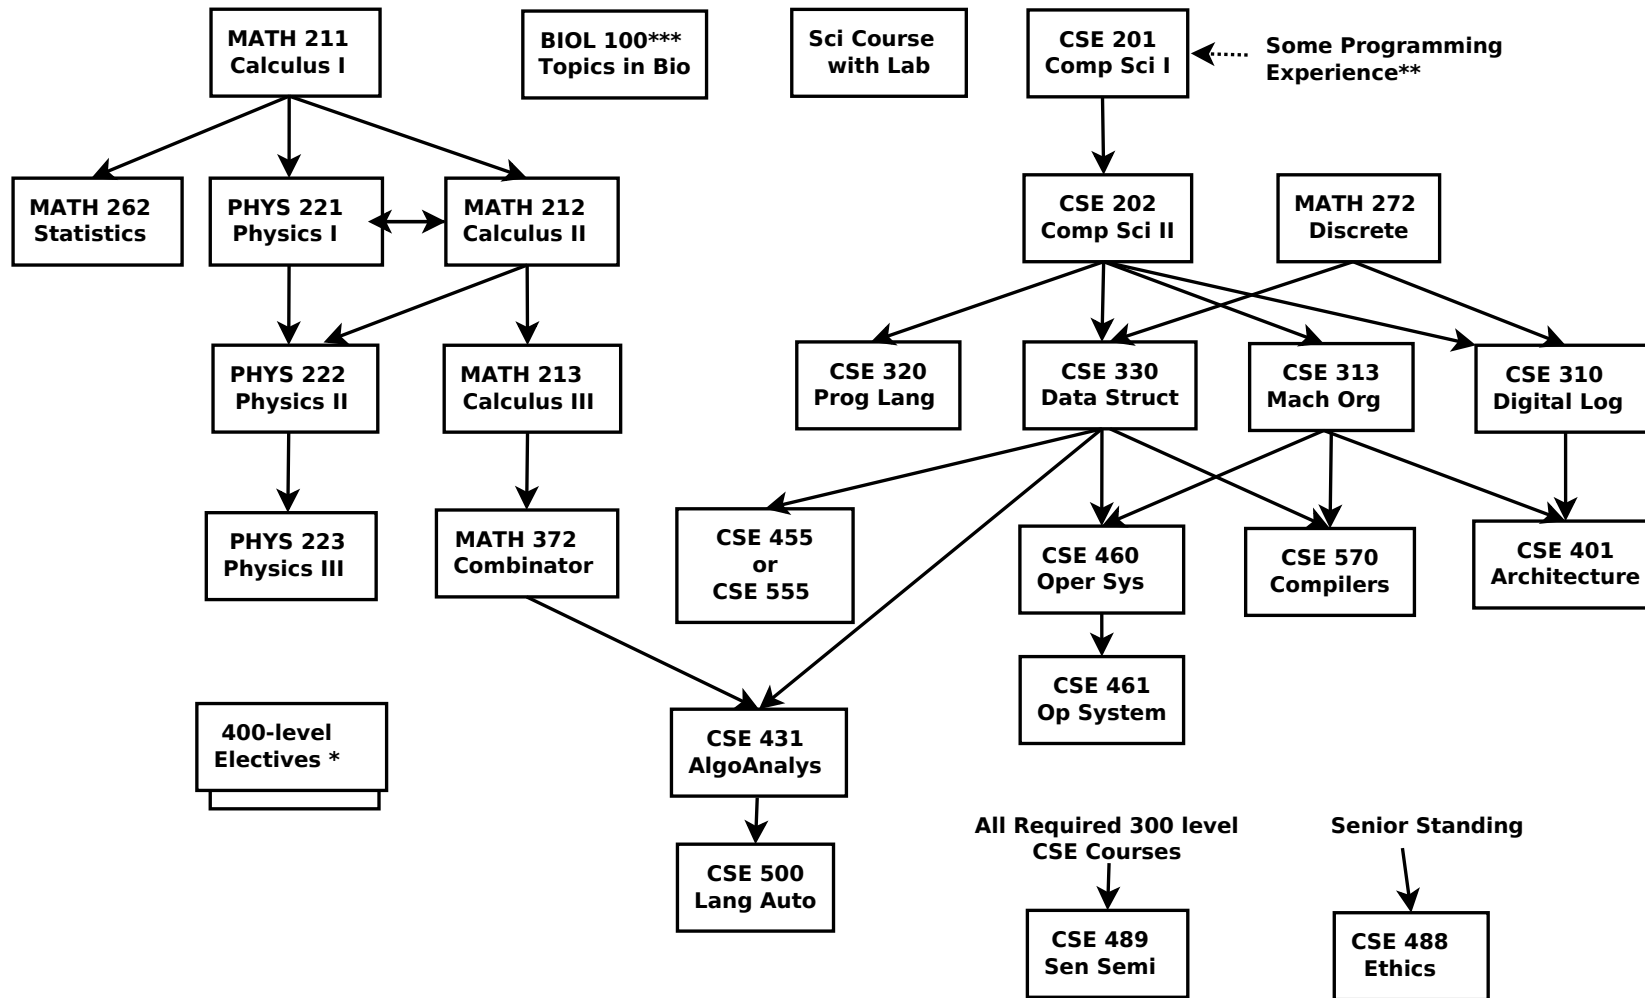 MATH 211
Calculus I
BIOL 100***
Topics in Bio
Sci Course
with Lab
CSE 201
Comp Sci I
Some Programming
Experience**
MATH 262
Statistics
PHYS 221
Physics I
MATH 212
Calculus II
CSE 202
Comp Sci II
MATH 272
Discrete
PHYS 222
Physics II
MATH 213
Calculus III
CSE 320
Prog Lang
CSE 330
Data Struct
CSE 313
Mach Org
CSE 310
Digital Log
PHYS 223
Physics III
MATH 372
Combinator
CSE 455
or
CSE 555
CSE 460
Oper Sys
CSE 570
Compilers
CSE 401
Architecture
CSE 461
Op System
400-level
Electives *
CSE 431
AlgoAnalys
CSE 500
Lang Auto
All Required 300 level
CSE Courses
Senior Standing
CSE 489
Sen Semi
CSE 488
Ethics